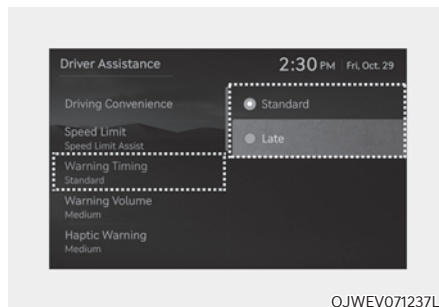 Driver Assistance
2:30 PM Fri, Oct. 29
Driving Convenience
Speed Limit
Speed Limit Assist
Warning Timing
Standard
Warning Volume
Medium
Haptic Warning
Medium
Standard
Late
OJWEV071237L